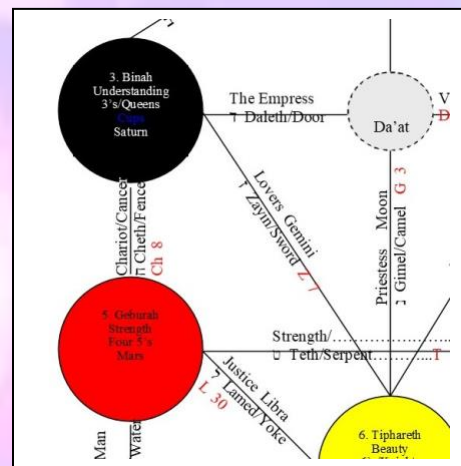 3. Binah
Understanding
3's/Queens
Cups
Saturn
The Empress
ד Daleth/Door
V
D
Da'at
Chariot/Cancer
ח Cheth/Fence
Ch 8
Lovers Gemini
ז Zayin/Sword Z 7
Priestess Moon
ג Gimel/Camel G 3
5. Geburah
Strength
Four 5's
Mars
Strength/
ט Teth/Serpent...........T
Justice Libra
ל Lamed/Yoke
L 30
Man
Water
6. Tiphareth
Beauty